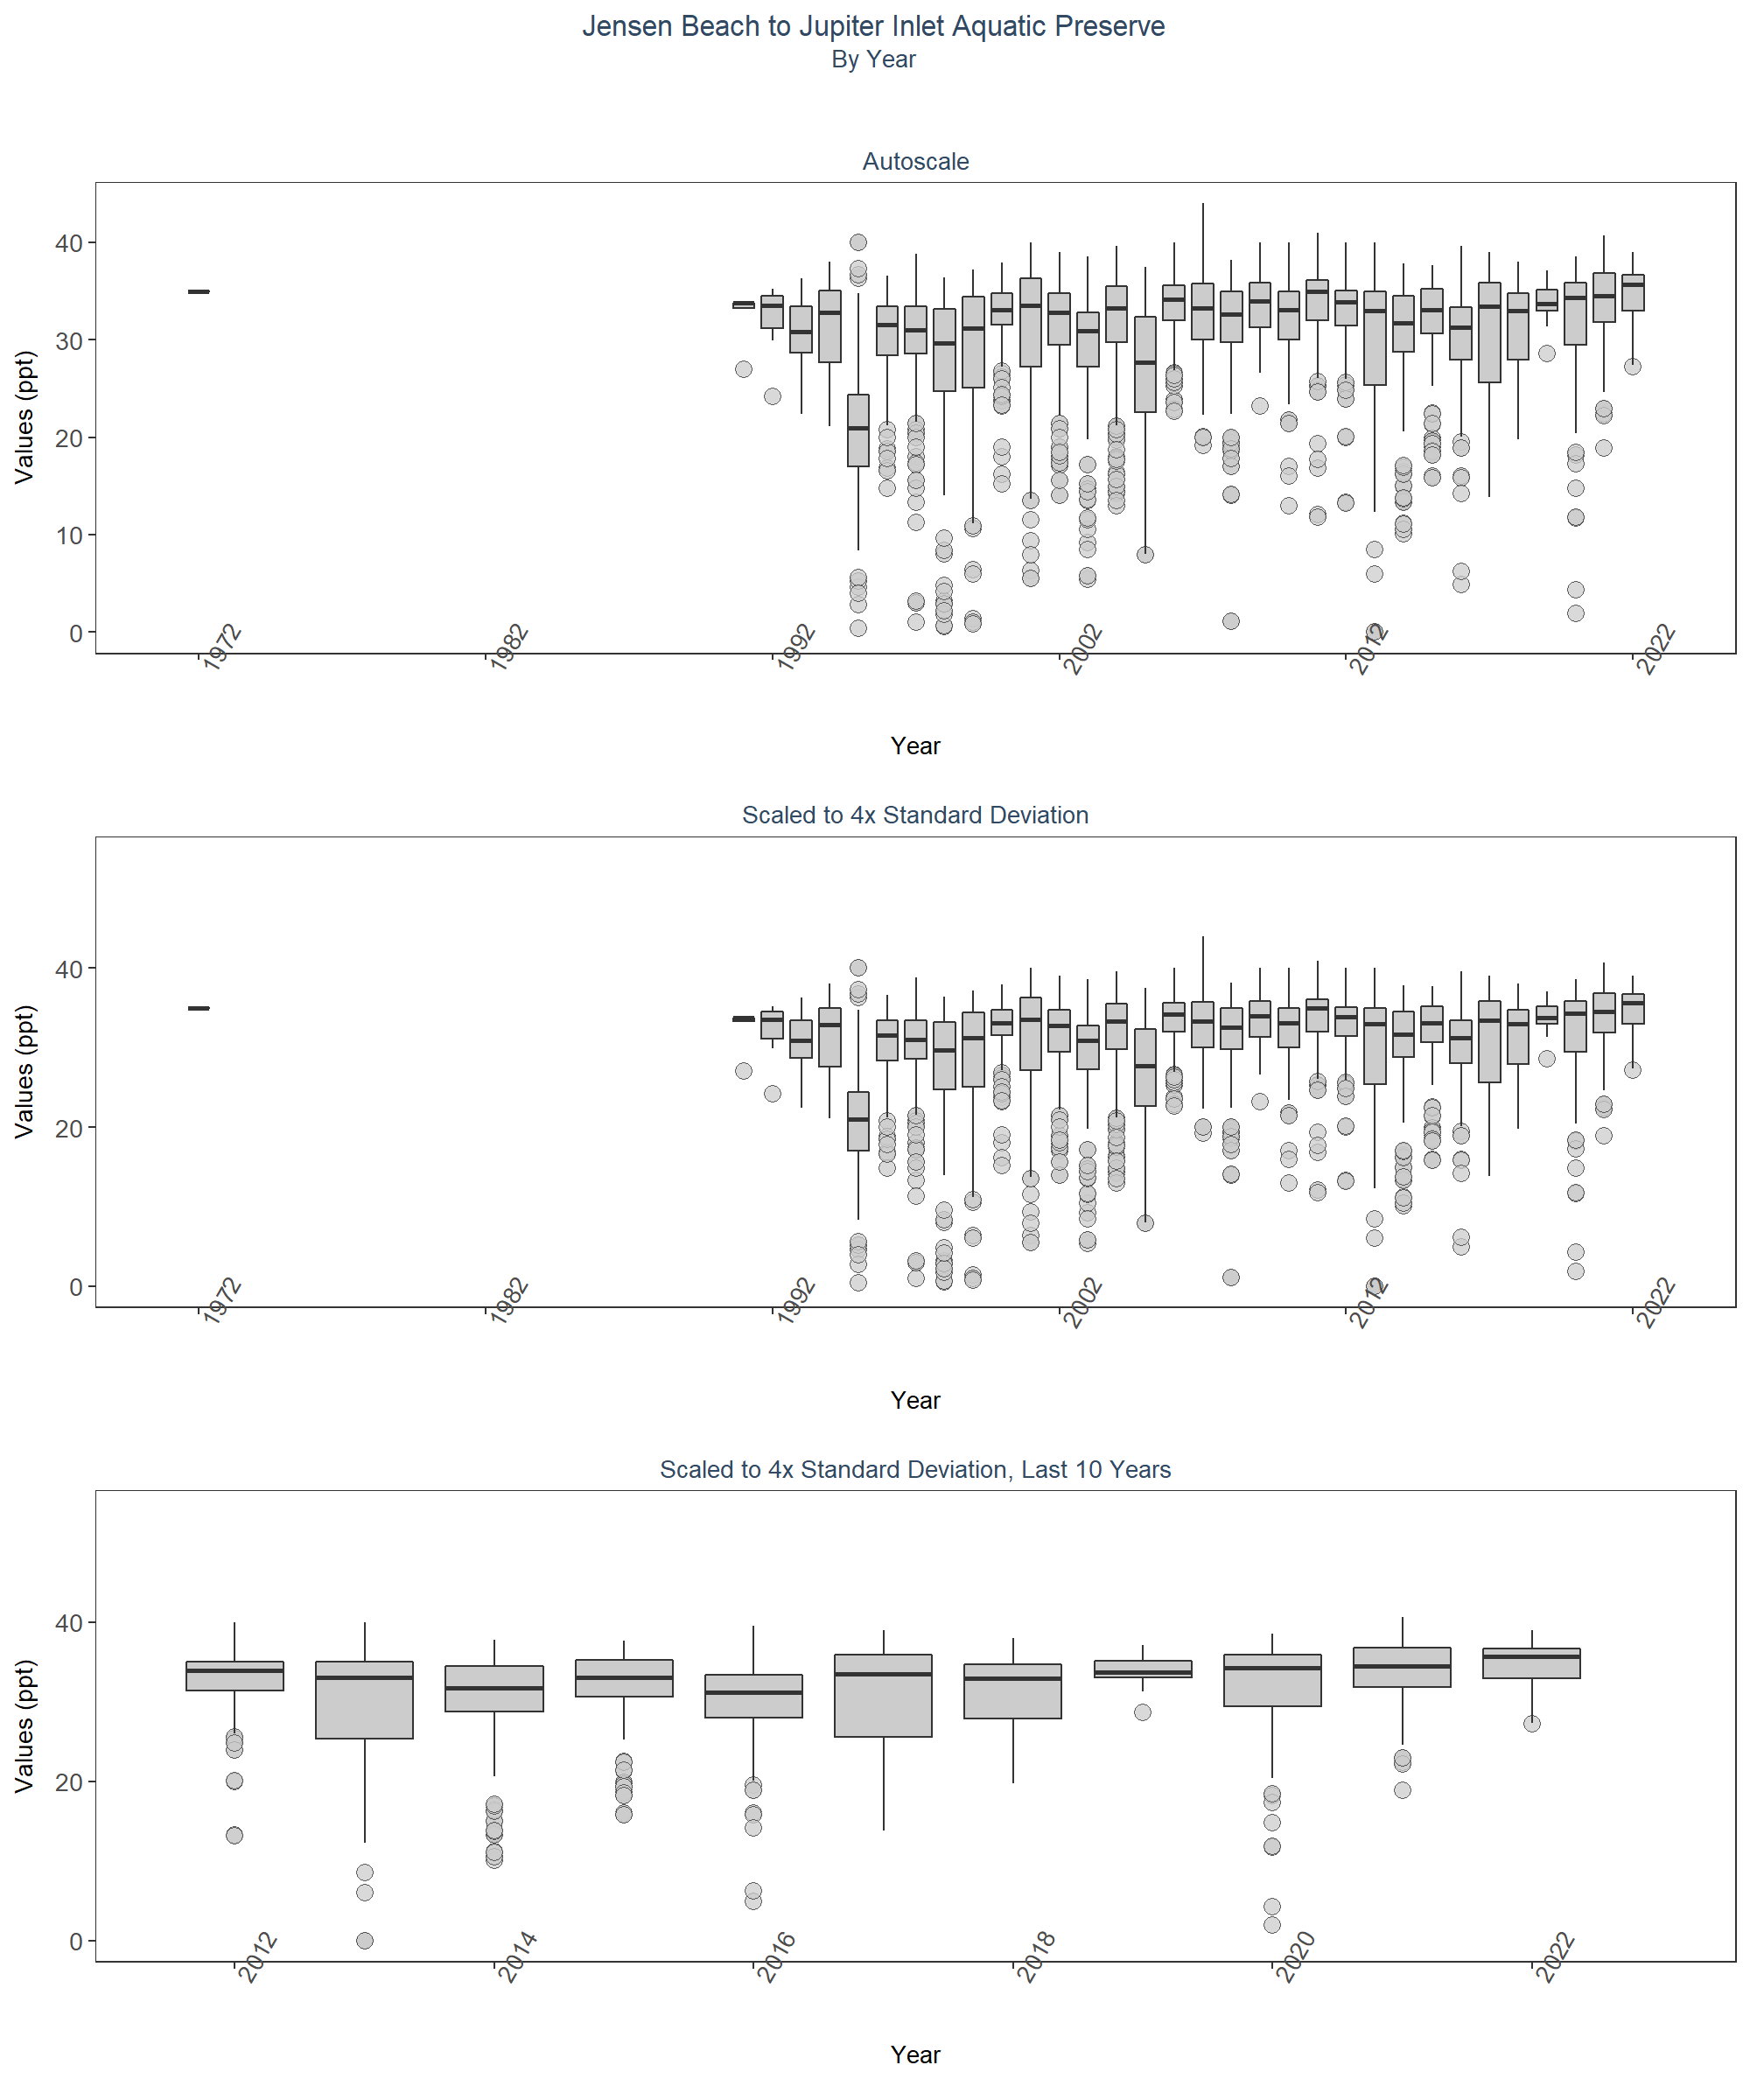 Jensen Beach to Jupiter Inlet Aquatic Preserve
By Year
Autoscale
Values (ppt)
40
30
20
10
0
1972
1982
1992
2002
2012
2022
Year
Scaled to 4x Standard Deviation
Values (ppt)
40
20
0
1972
1982
1992
2002
2012
2022
Year
Scaled to 4x Standard Deviation, Last 10 Years
Values (ppt)
40
20
0
2012
2014
2016
2018
2020
2022
Year